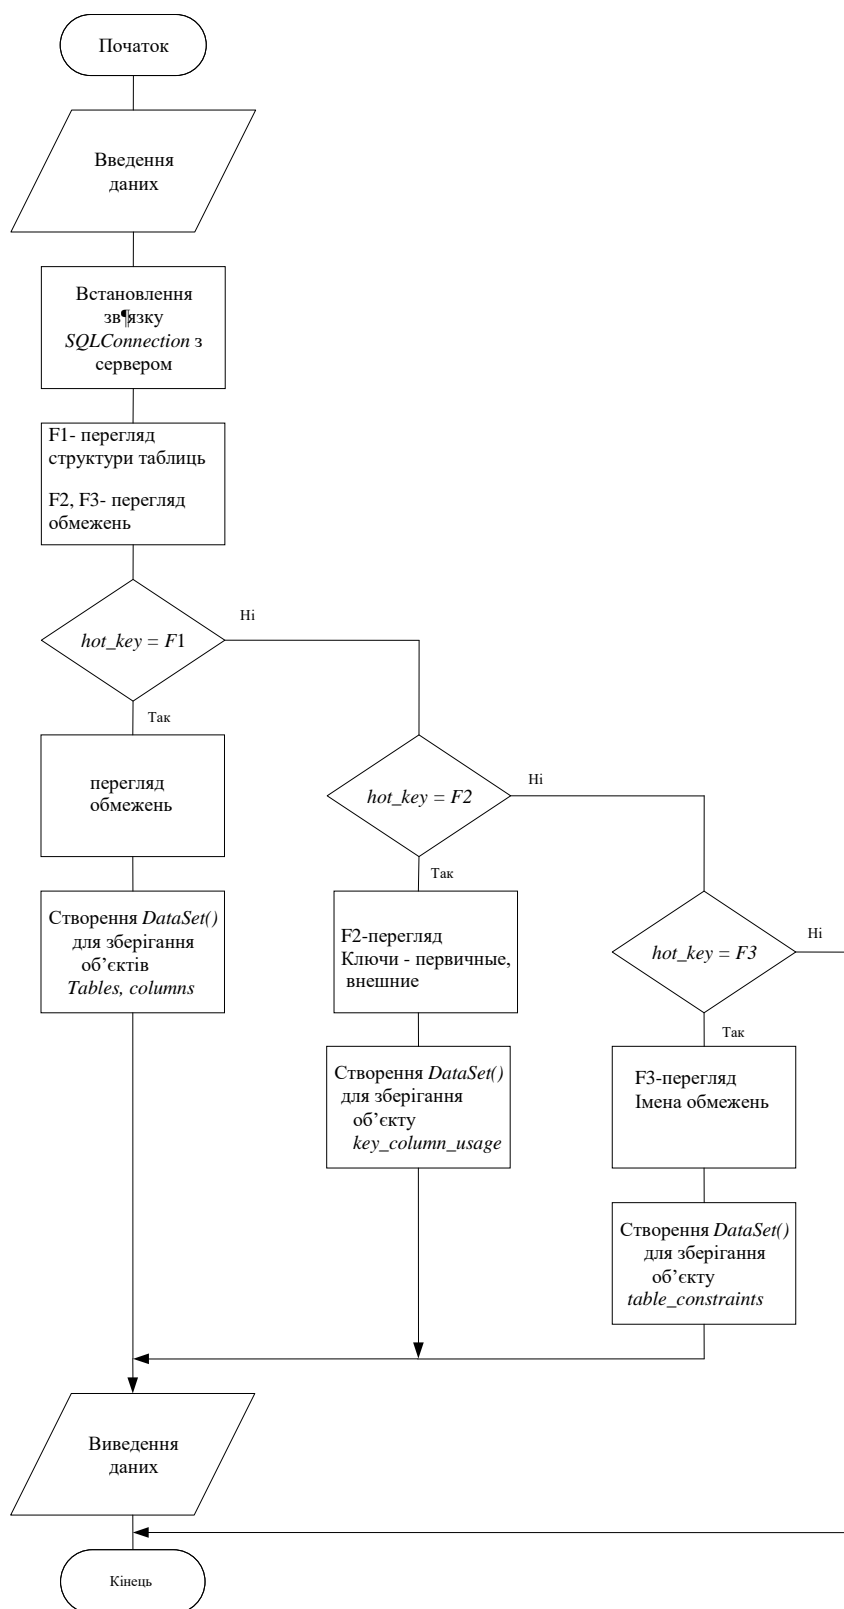 Початок
Введення
даних
Встановлення
зв¶язку
SQLConnection з
сервером
F1- перегляд
структури таблиць
F2, F3- перегляд
обмежень
hot_key = F1
Ні
Так
перегляд
обмежень
Створення DataSet()
для зберігання
об’єктів
Tables, columns
hot_key = F2
Ні
Так
F2-перегляд
Ключи - первичные,
внешние
Створення DataSet()
для зберігання
об’єкту
key_column_usage
hot_key = F3
Ні
Так
F3-перегляд
Імена обмежень
Створення DataSet()
для зберігання
об’єкту
table_constraints
Виведення
даних
Кінець